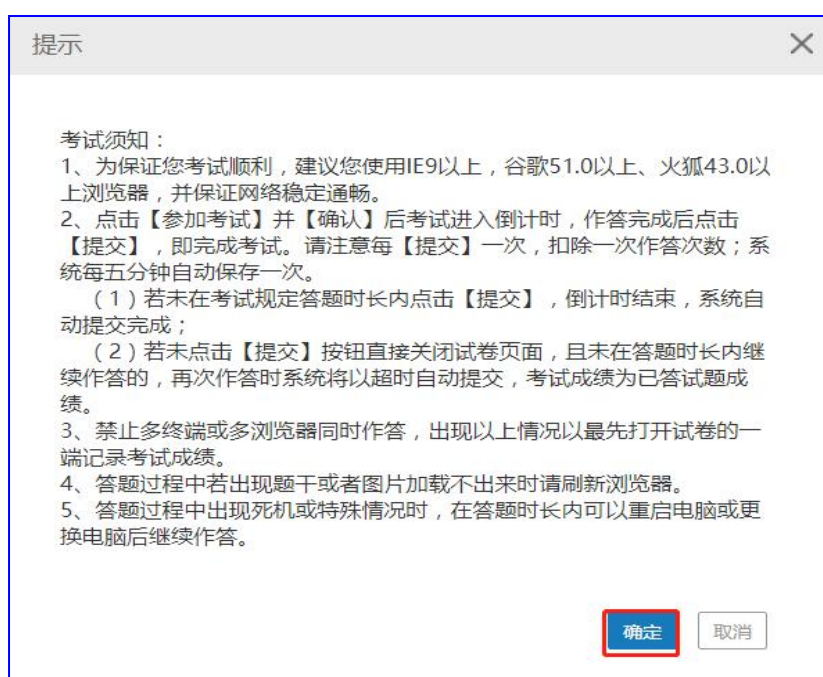 提示
考试须知：
1、为保证您考试顺利，建议您使用IE9以上，谷歌51.0以上、火狐43.0以
上浏览器，并保证网络稳定通畅。
2、点击【参加考试】并【确认】后考试进入倒计时，作答完成后点击
【提交】，即完成考试。请注意每【提交】一次，扣除一次作答次数；系
统每五分钟自动保存一次。
（1）若未在考试规定答题时长内点击【提交】，倒计时结束，系统自
动提交完成；
（2）若未点击【提交】按钮直接关闭试卷页面，且未在答题时长内继
续作答的，再次作答时系统将以超时自动提交，考试成绩为已答试题成
绩。
3、禁止多终端或多浏览器同时作答，出现以上情况以最先打开试卷的一
端记录考试成绩。
4、答题过程中若出现题干或者图片加载不出来时请刷新浏览器。
5、答题过程中出现死机或特殊情况时，在答题时长内可以重启电脑或更
换电脑后继续作答。
确定 取消